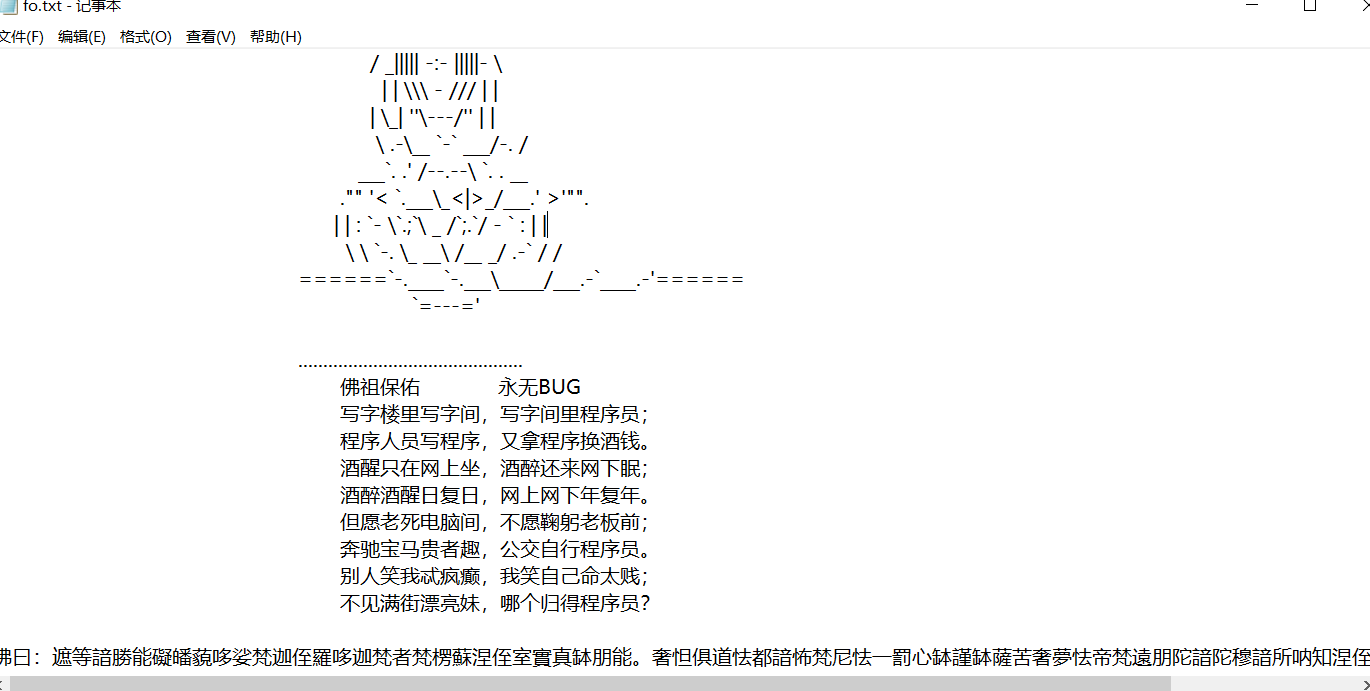 fo.txt - 记事本
文件(F) 编辑(E) 格式(O) 查看(V) 帮助(H)
/ _||||| -:- |||||- \
| | \\\ - /// | |
| \_| ''\---/'' | |
\ .-\__ `-` ___/-. /
___`. .' /--.--\ `. . __
."" '< `.___\_<|>_/___.' >'"".
| | : `- \`.;`\ _ /`;.`/ - ` : | |
\ \ `-. \_ __\ /__ _/ .-` / /
======`-.____`-.___\_____/___.-`____.-'======
`=---='
.............................................
佛祖保佑 永无BUG
写字楼里写字间，写字间里程序员；
程序人员写程序，又拿程序换酒钱。
酒醒只在网上坐，酒醉还来网下眠；
酒醉酒醒日复日，网上网下年复年。
但愿老死电脑间，不愿鞠躬老板前；
奔驰宝马贵者趣，公交自行程序员。
别人笑我忒疯癫，我笑自己命太贱；
不见满街漂亮妹，哪个归得程序员？
佛曰：遮等諳勝能礙皤藐哆娑梵迦侄羅哆迦梵者梵楞蘇涅侄室實真缽朋能。奢怛俱道怯都諳怖梵尼怯一罰心缽謹缽薩苦奢夢怯帝梵遠朋陀諳陀穆諳所呐知涅侄